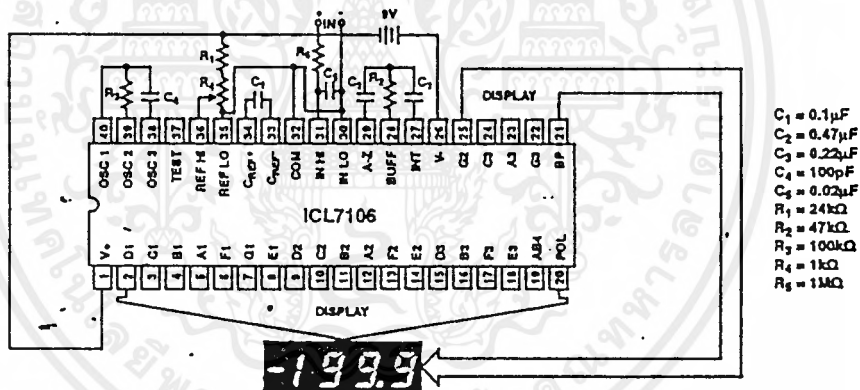 9V
+ IN -
R1 R5
R3 C4 R4 C1 C5 C2 R2 C3
DISPLAY
40 39 38 37 36 35 34 33 32 31 30 29 28 27 26 25 24 23 22 21
OSC 1 OSC 2 OSC 3 TEST REF HI REF LO CREF+ CREF- COM IN HI IN LO A-Z BUFF INT V- G2 C3 A3 G3 BP
ICL7106
V+ D1 C1 B1 A1 F1 G1 E1 D2 C2 B2 A2 F2 E2 D3 B3 F3 E3 AB4 POL
1 2 3 4 5 6 7 8 9 10 11 12 13 14 15 16 17 18 19 20
DISPLAY
-199.9
C1 = 0.1μF
C2 = 0.47μF
C3 = 0.22μF
C4 = 100pF
C5 = 0.02μF
R1 = 24kΩ
R2 = 47kΩ
R3 = 100kΩ
R4 = 1kΩ
R5 = 1MΩ